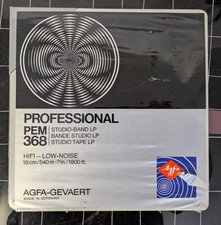 PROFESSIONAL
PEM 368
STUDIO-BAND LP
BANDE STUDIO LP
STUDIO TAPE LP
HIFI - LOW-NOISE
18 cm/540 m - 7in/1800 ft.
AGFA-GEVAERT
MADE IN GERMANY
AGFA